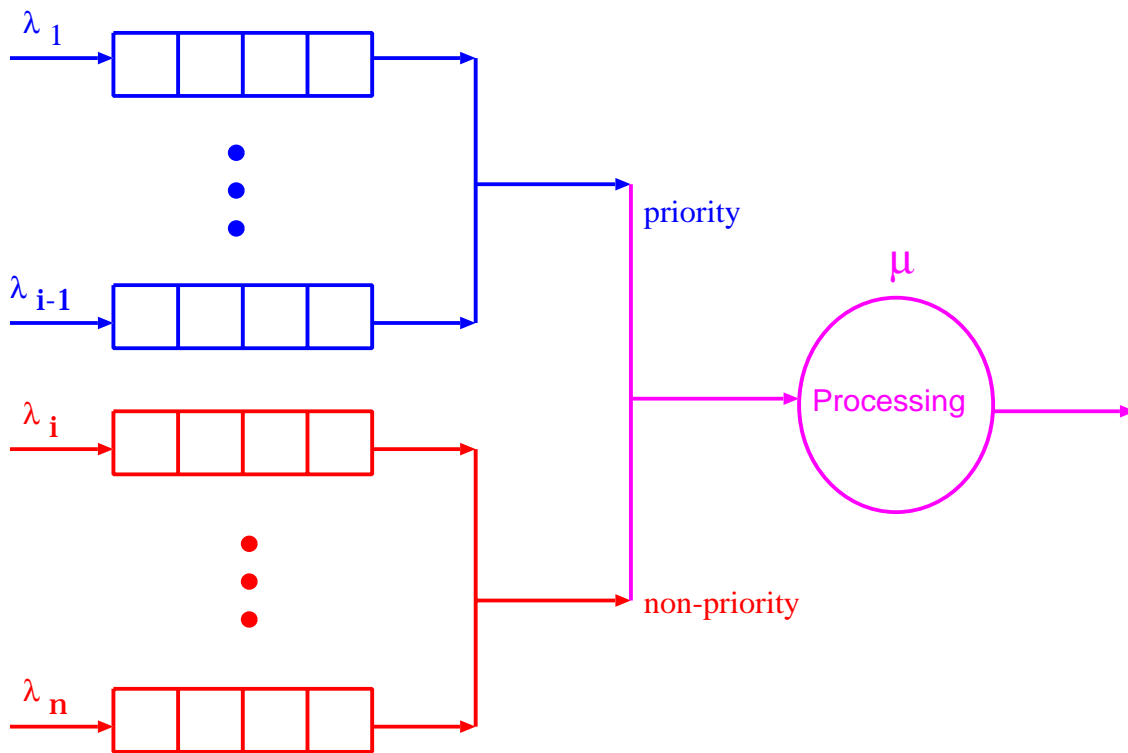 λ 1
priority
λ i-1
μ
Processing
λ i
non-priority
λ n